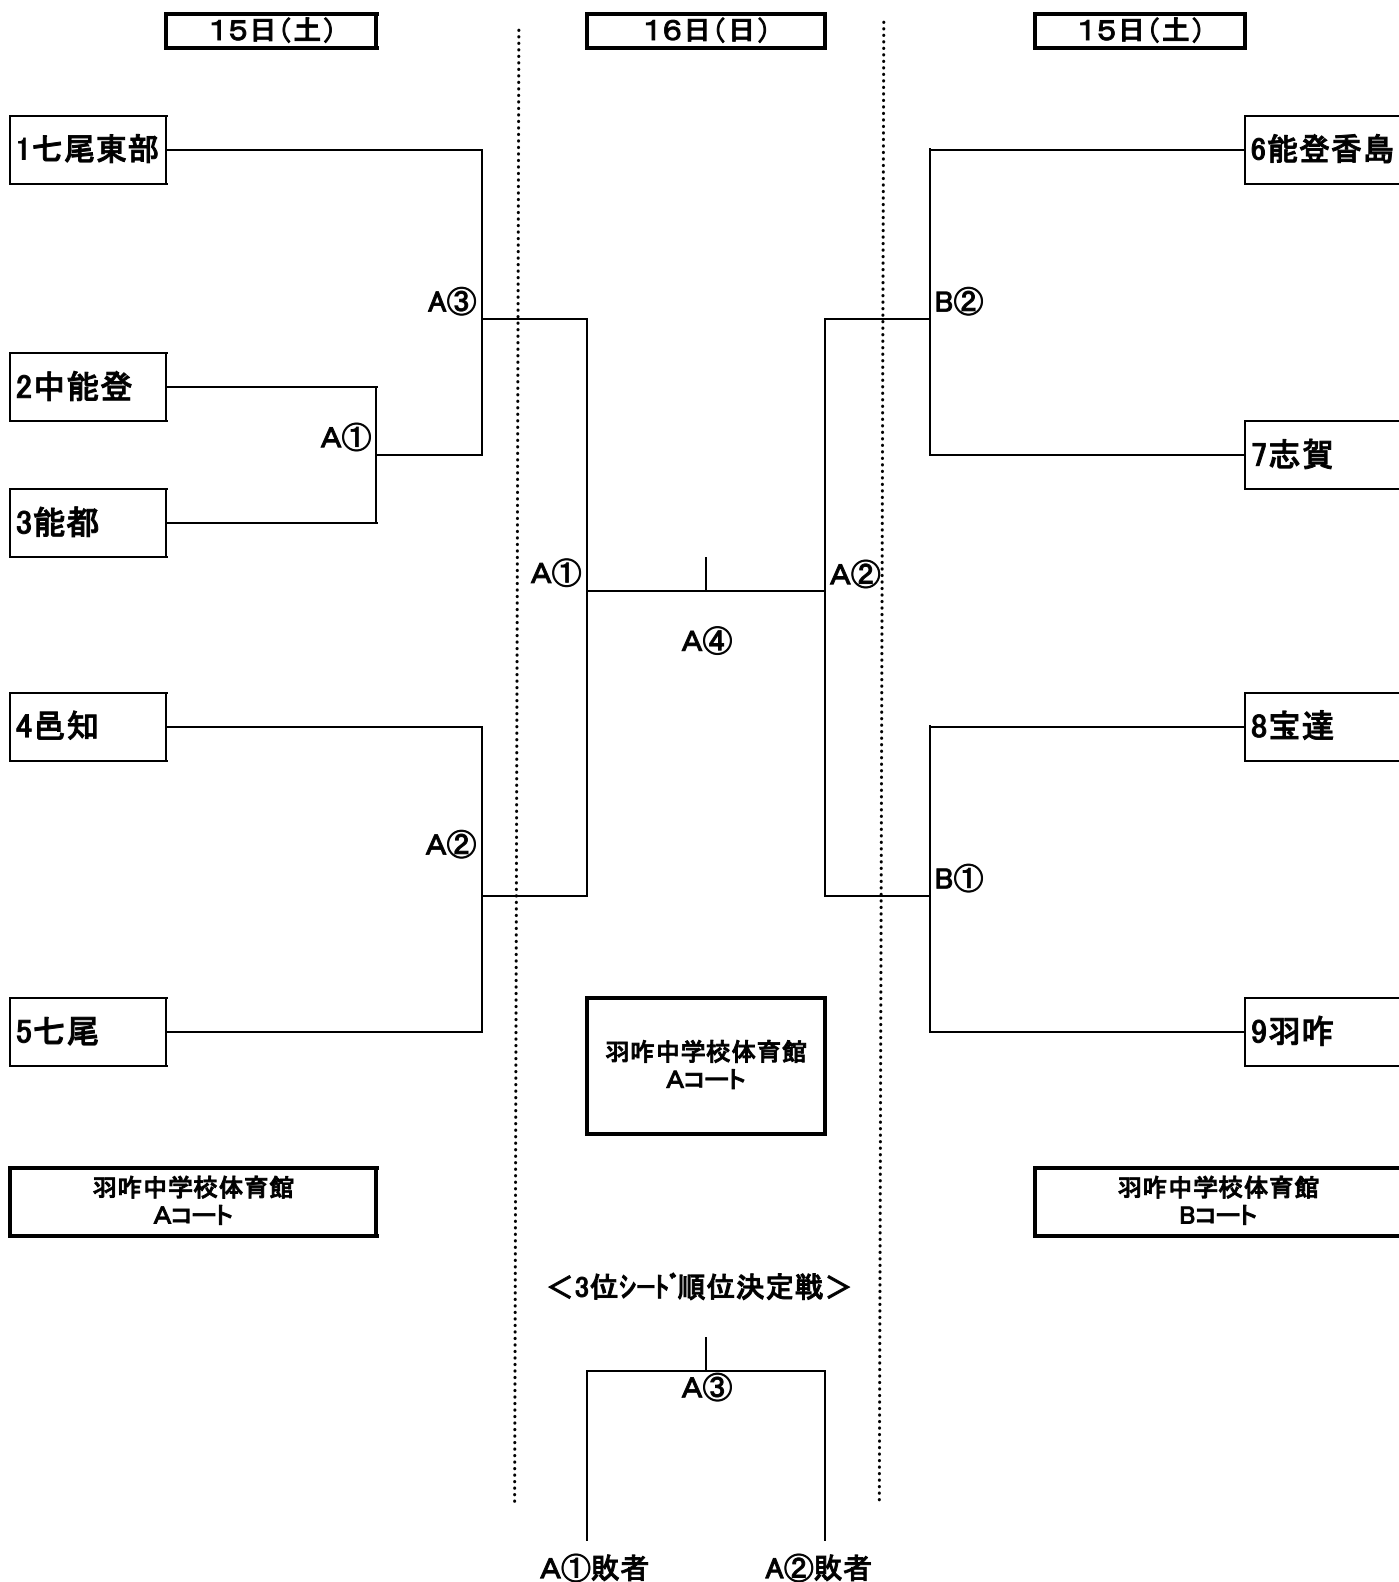 15日(土)
16日(日)
15日(土)
1七尾東部
6能登香島
A③
B②
2中能登
A①
7志賀
3能都
A①
A②
A④
4邑知
8宝達
A②
B①
5七尾
羽咋中学校体育館
Aコート
9羽咋
羽咋中学校体育館
Aコート
羽咋中学校体育館
Bコート
<3位シード順位決定戦>
A③
A①敗者
A②敗者